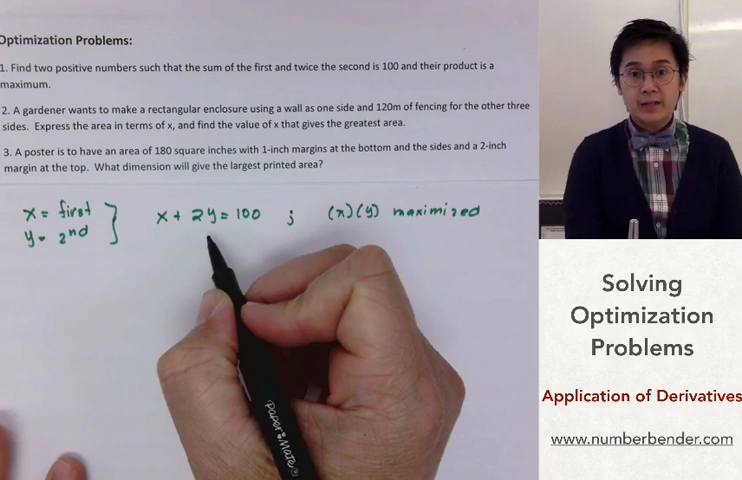 Optimization Problems:
1. Find two positive numbers such that the sum of the first and twice the second is 100 and their product is a
maximum.
2. A gardener wants to make a rectangular enclosure using a wall as one side and 120m of fencing for the other three
sides. Express the area in terms of x, and find the value of x that gives the greatest area.
3. A poster is to have an area of 180 square inches with 1-inch margins at the bottom and the sides and a 2-inch
margin at the top. What dimension will give the largest printed area?
x = first
y = 2nd
x + 2y = 100 ; (x)(y) maximized
PAPER MATE
Solving
Optimization
Problems
Application of Derivatives
www.numberbender.com